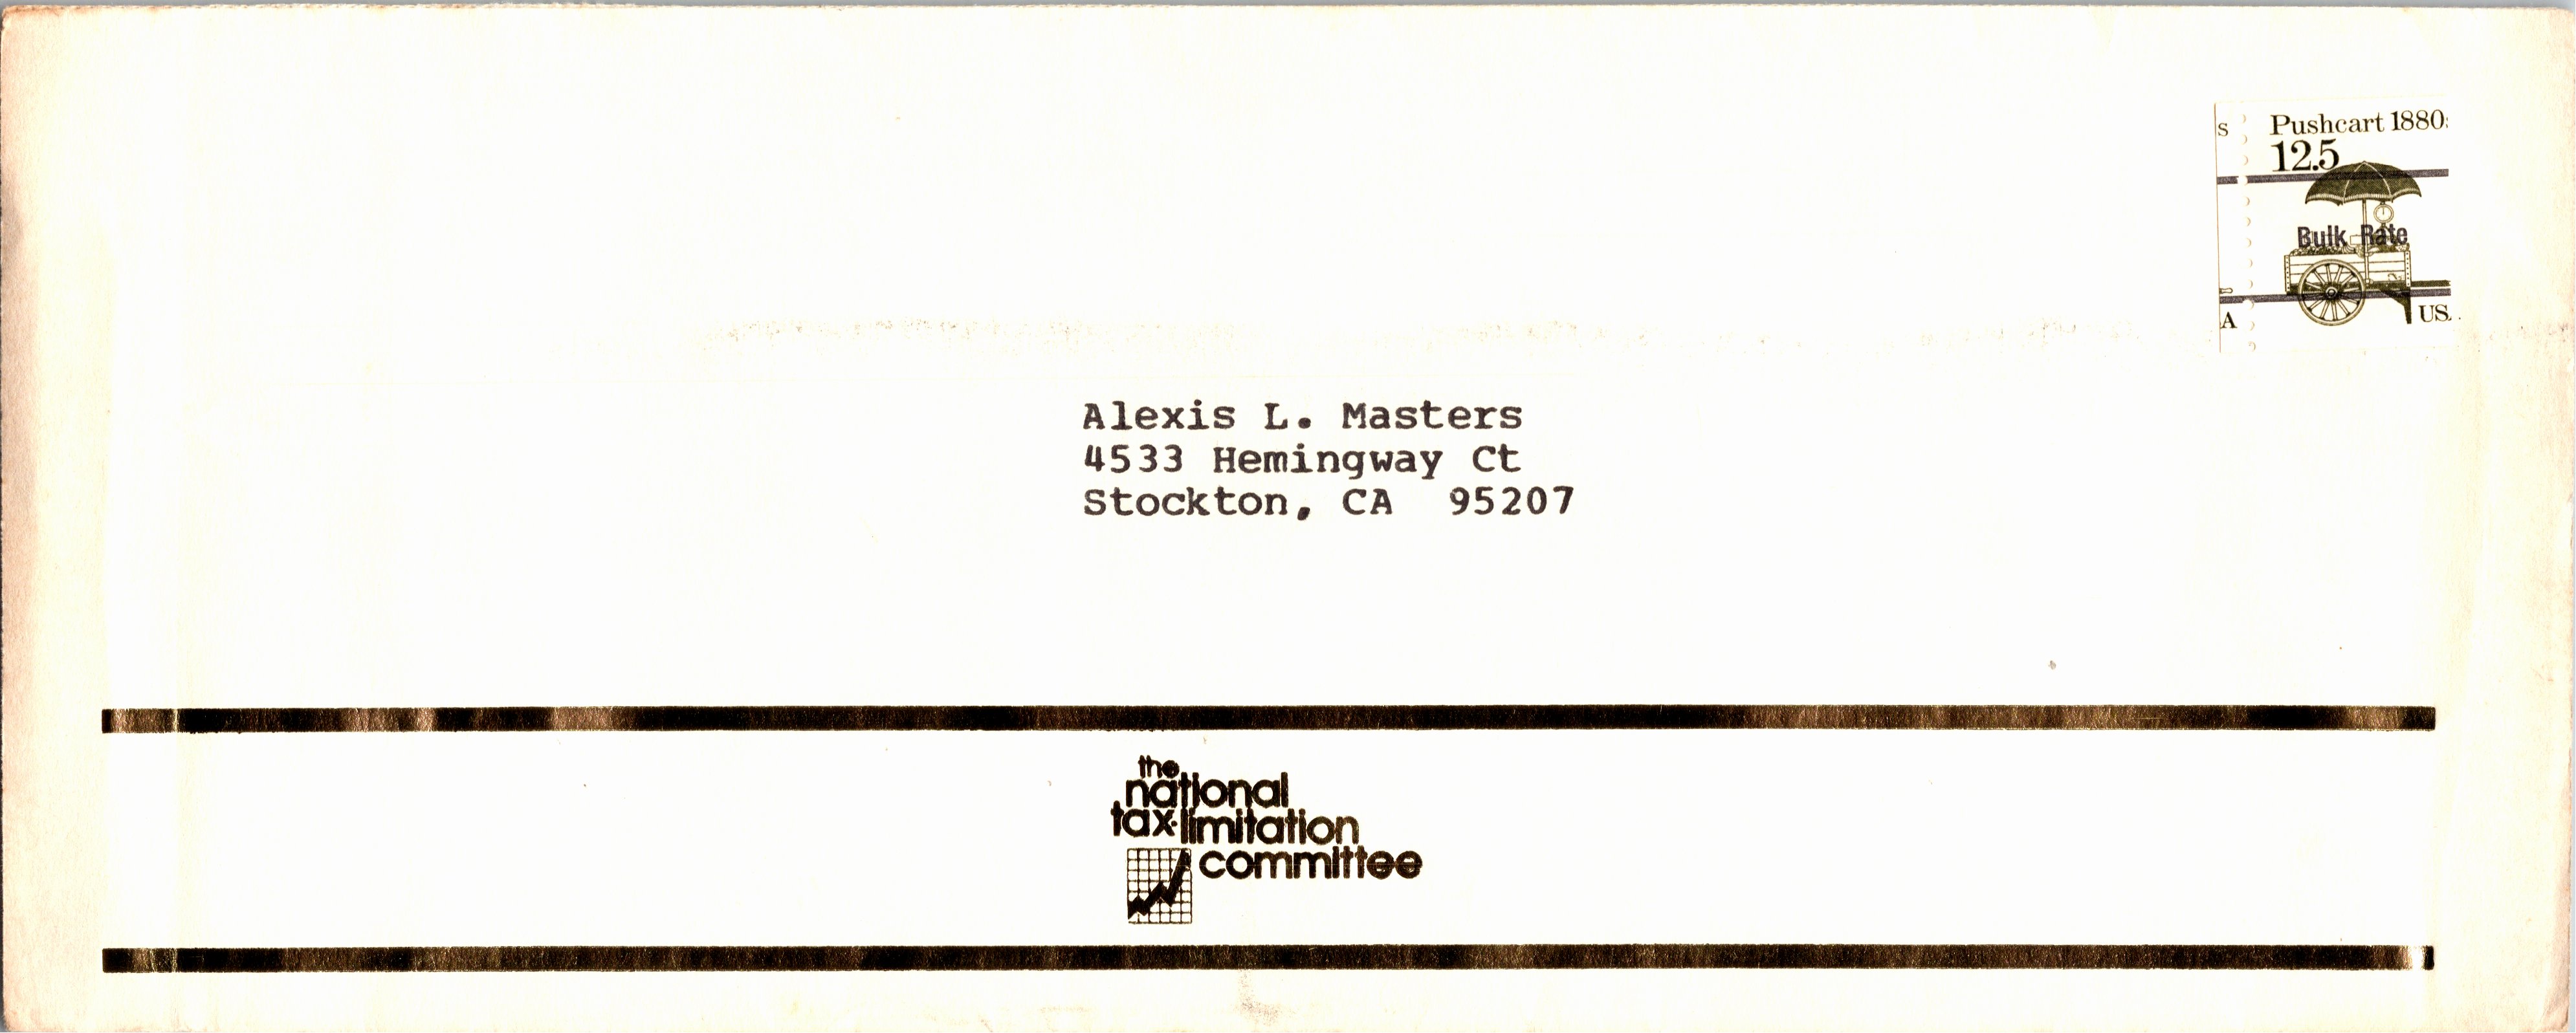 s Pushcart 1880s
12.5
Bulk Rate
A USA
Alexis L. Masters
4533 Hemingway Ct
Stockton, CA 95207
the
national
tax-limitation
committee